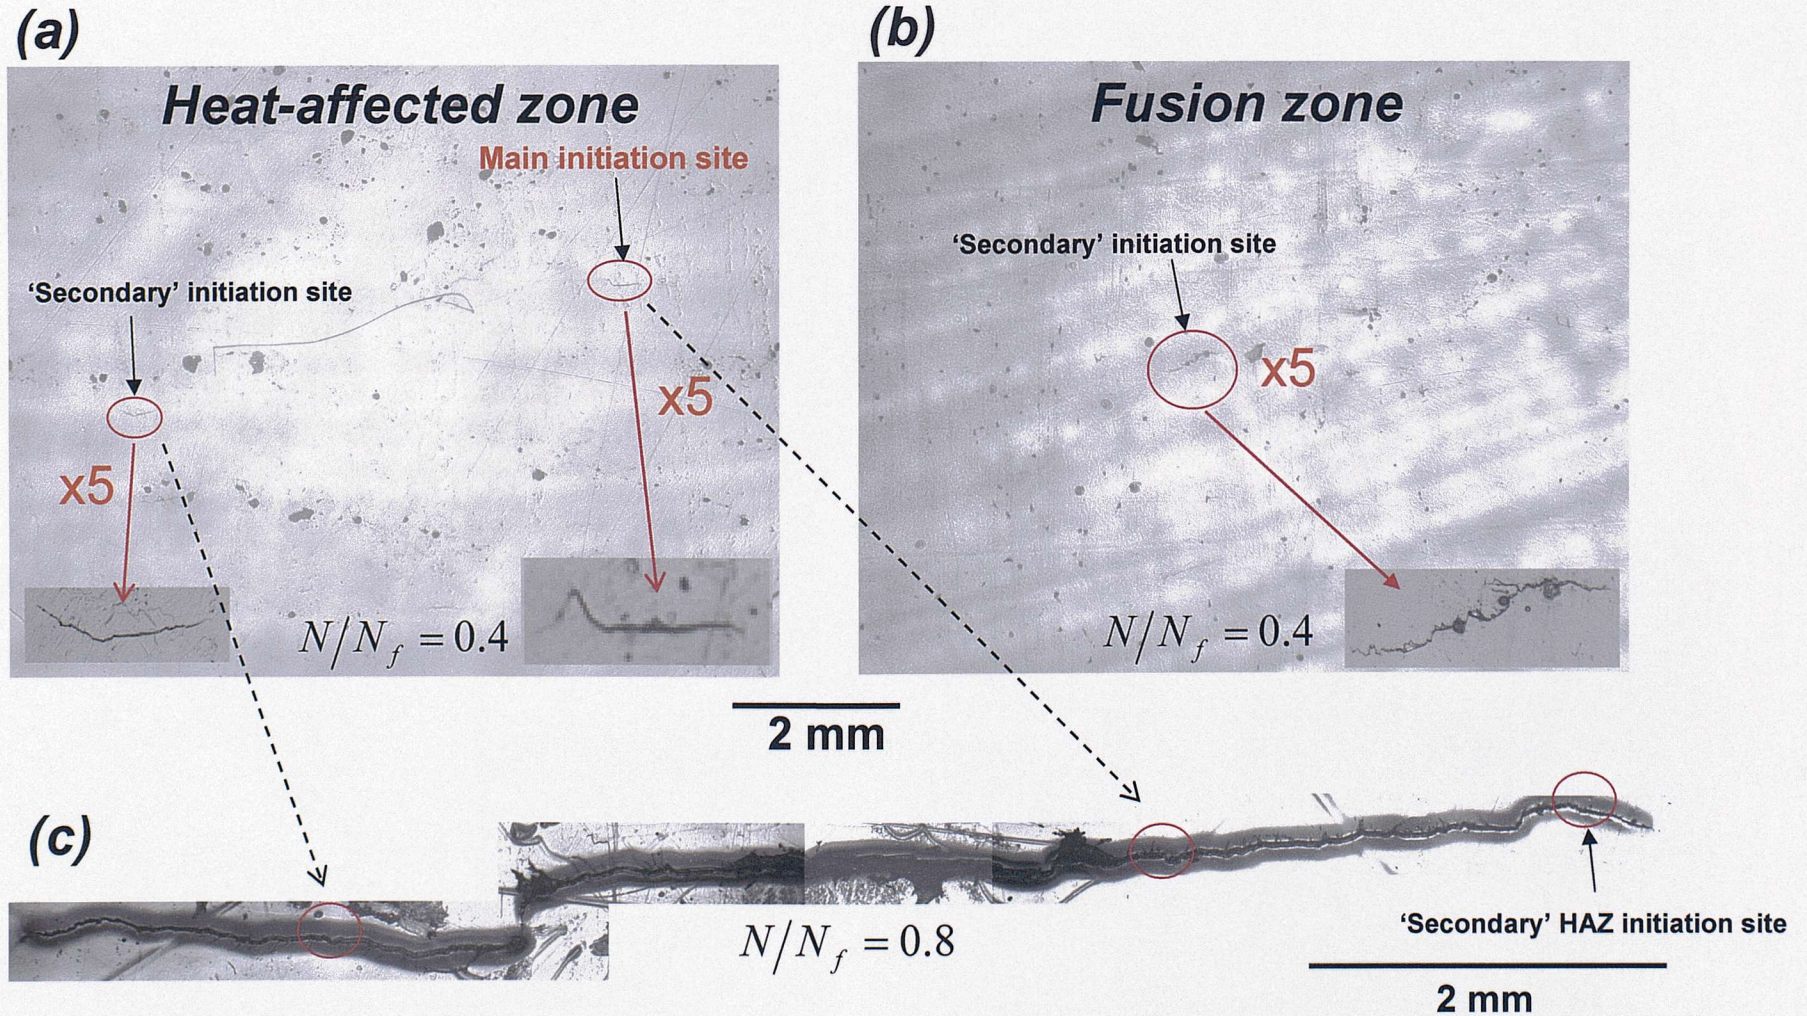 (a)
Heat-affected zone
Main initiation site
‘Secondary’ initiation site
x5
x5
N/N_f = 0.4
(b)
Fusion zone
‘Secondary’ initiation site
x5
N/N_f = 0.4
2 mm
(c)
N/N_f = 0.8
‘Secondary’ HAZ initiation site
2 mm